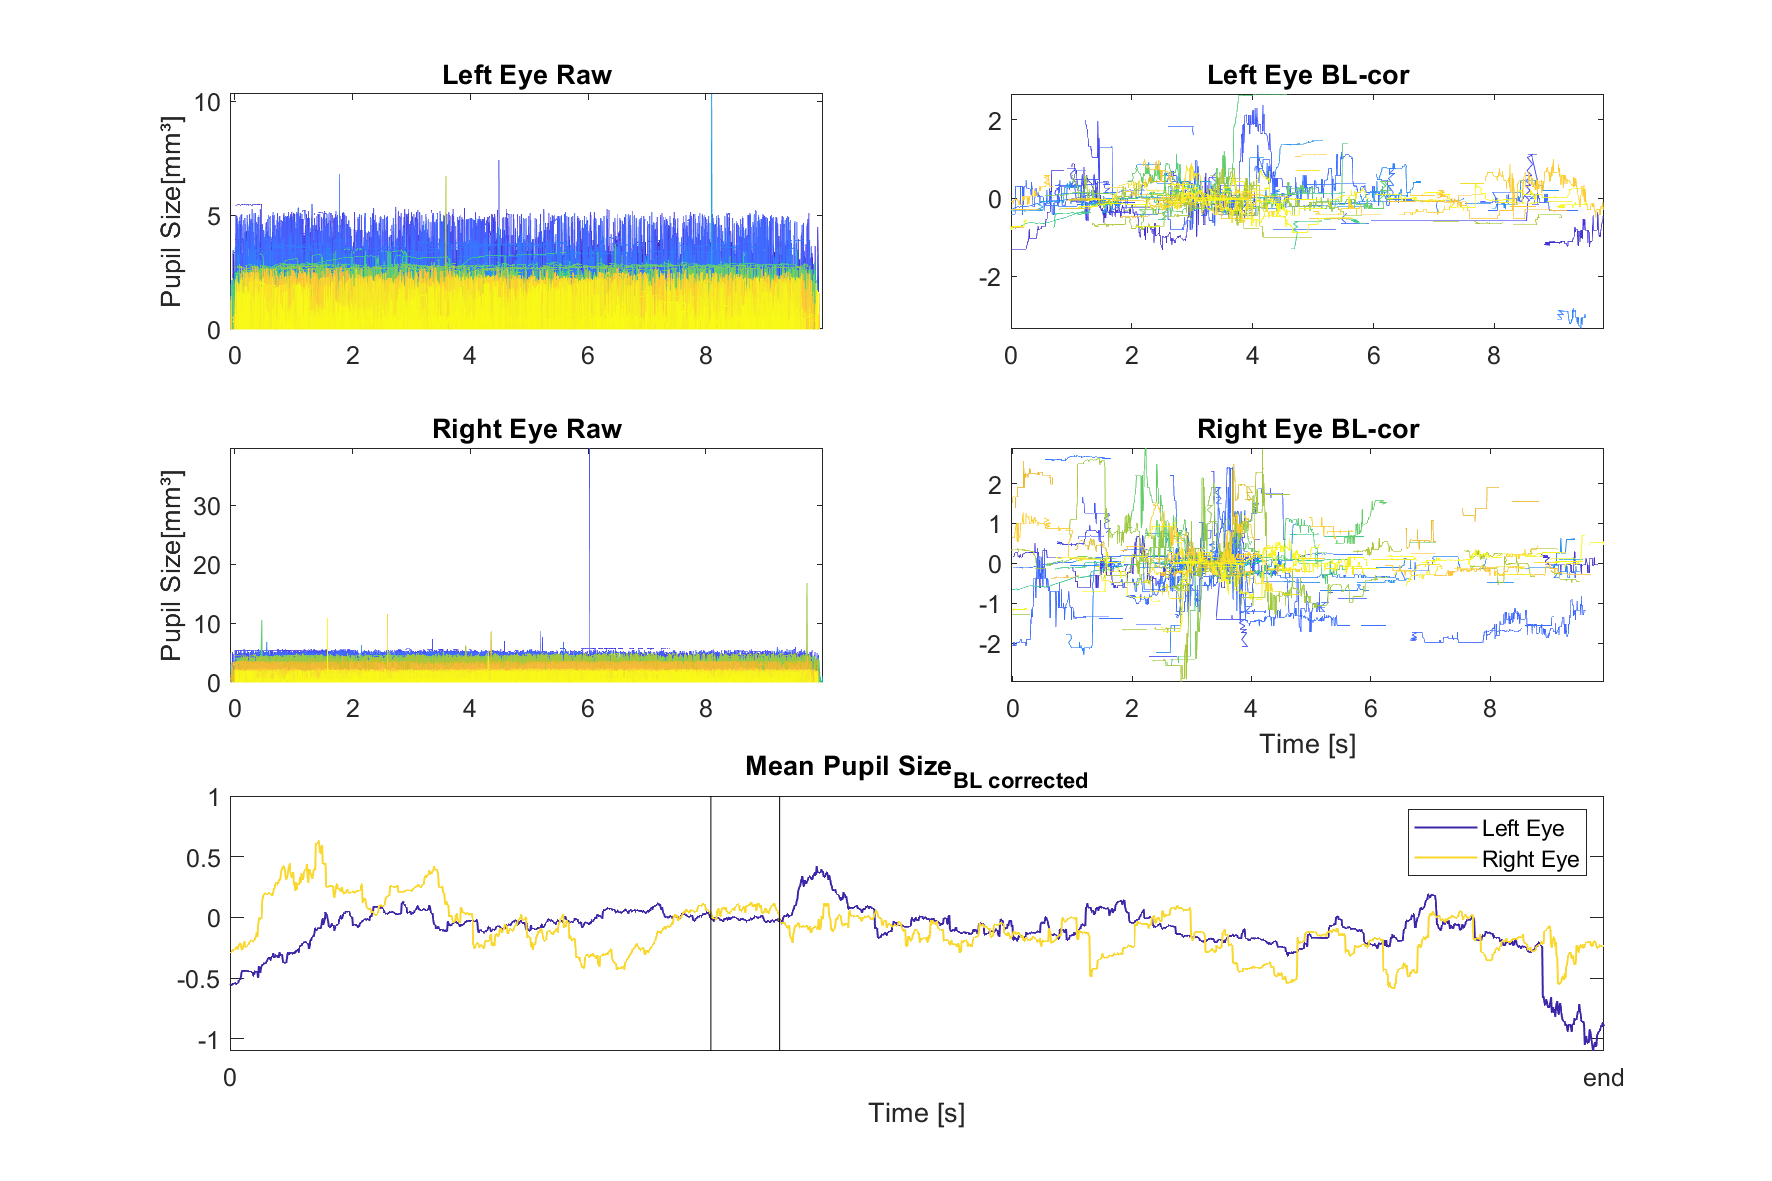 Left Eye Raw
Pupil Size[mm³]
10
5
0
0 2 4 6 8
Left Eye BL-cor
2
0
-2
0 2 4 6 8
Right Eye Raw
Pupil Size[mm³]
30
20
10
0
0 2 4 6 8
Right Eye BL-cor
2
1
0
-1
-2
0 2 4 6 8
Time [s]
Mean Pupil Size BL corrected
1
0.5
0
-0.5
-1
Left Eye
Right Eye
0 end
Time [s]